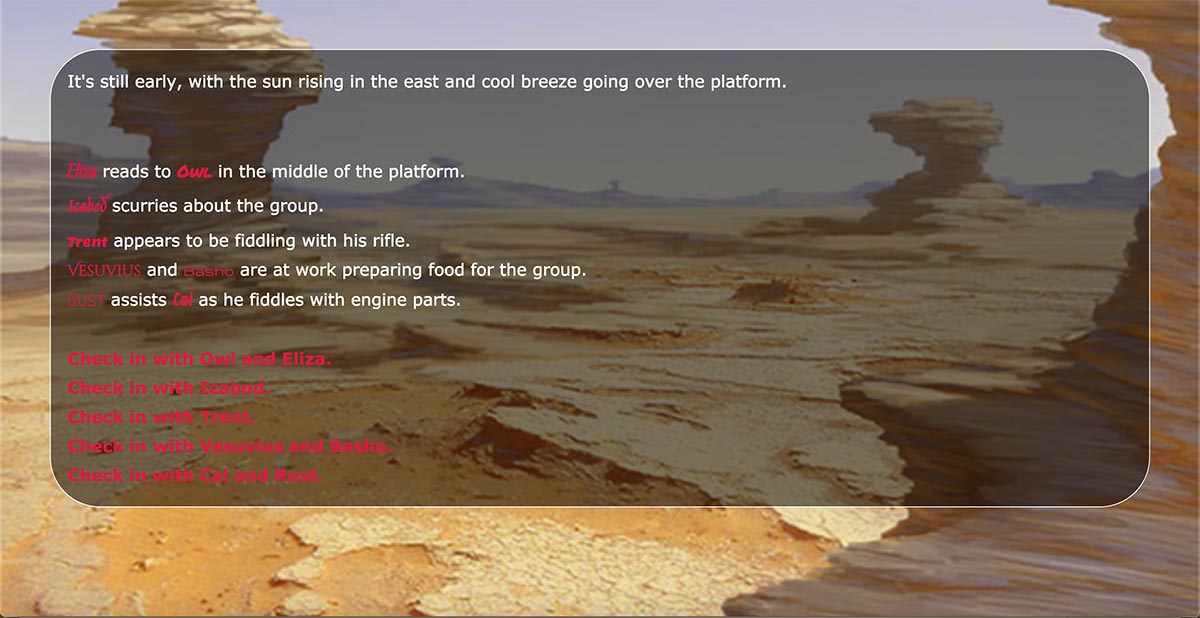 It's still early, with the sun rising in the east and cool breeze going over the platform.
Eliza reads to Owl in the middle of the platform.
Icabod scurries about the group.
Trent appears to be fiddling with his rifle.
Vesuvius and Basho are at work preparing food for the group.
Rust assists Cal as he fiddles with engine parts.
Check in with Owl and Eliza.
Check in with Icabod.
Check in with Trent.
Check in with Vesuvius and Basho.
Check in with Cal and Rust.